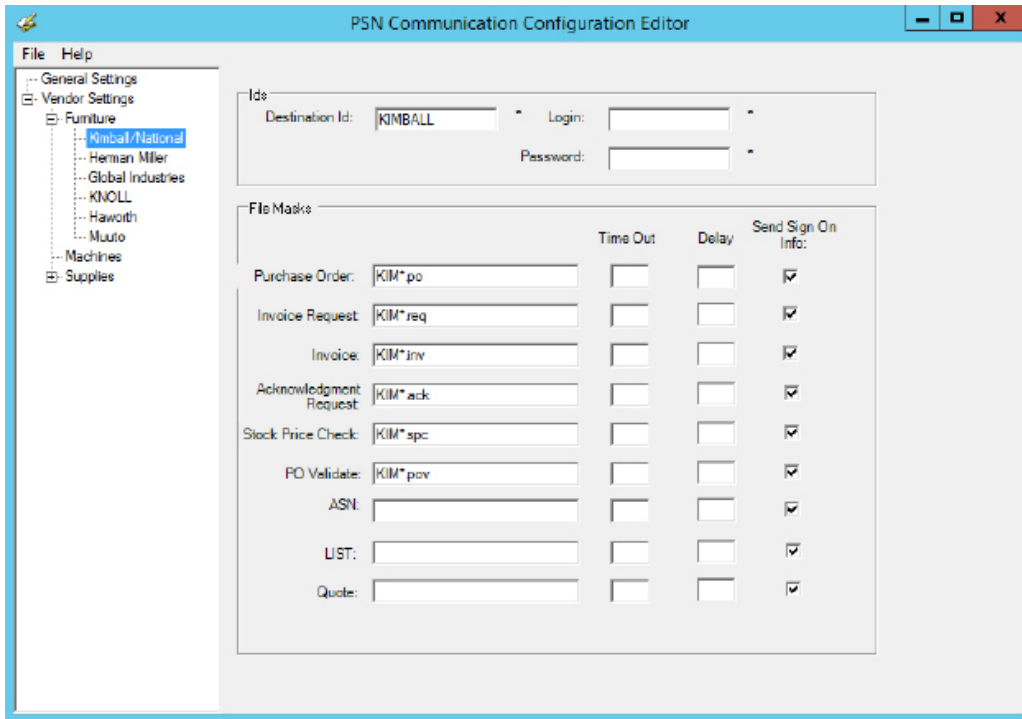 PSN Communication Configuration Editor
File Help
General Settings
Vendor Settings
Furniture
Kimball/National
Herman Miller
Global Industries
KNOLL
Haworth
Muuto
Machines
Supplies
Ids
Destination Id: KIMBALL * Login: *
Password: *
File Masks
Time Out Delay Send Sign On
Info:
Purchase Order: KIM*.po
Invoice Request: KIM*.req
Invoice: KIM*.inv
Acknowledgment
Request: KIM*.ack
Stock Price Check: KIM*.spc
PO Validate: KIM*.pov
ASN:
LIST:
Quote: